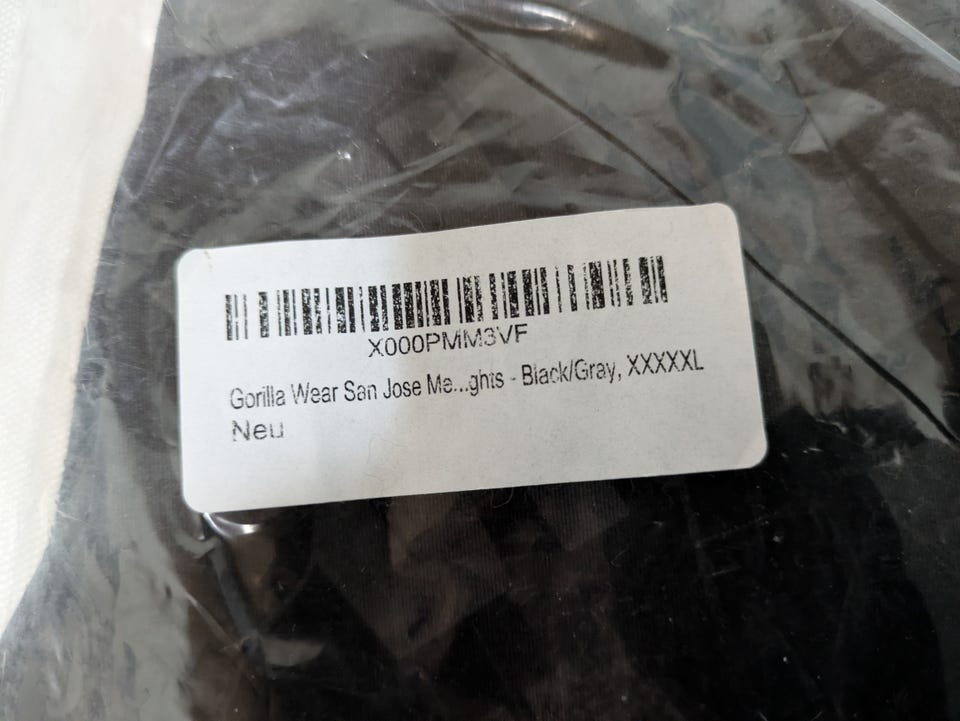 X000PMM3VF
Gorilla Wear San Jose Me...ghts - Black/Gray, XXXXXL
Neu